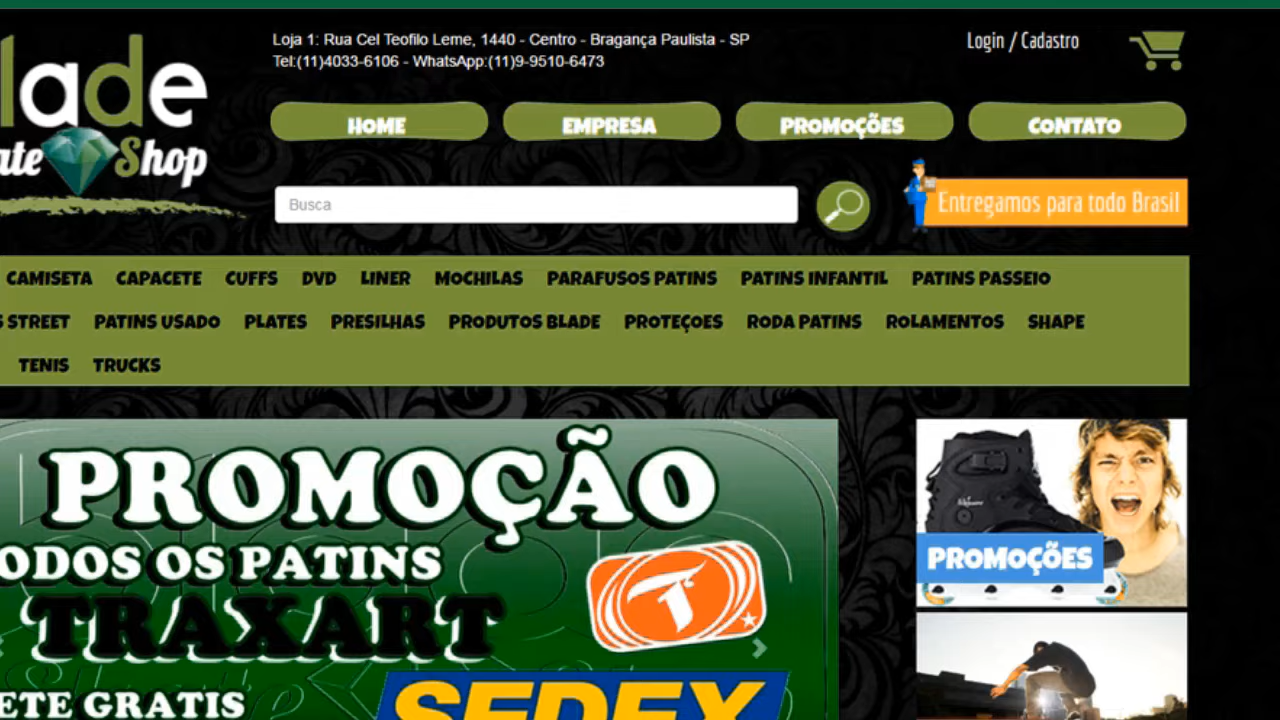 Loja 1: Rua Cel Teofilo Leme, 1440 - Centro - Bragança Paulista - SP
Tel:(11)4033-6106 - WhatsApp:(11)9-9510-6473
Login / Cadastro
lade
ate Shop
HOME EMPRESA PROMOÇÕES CONTATO
Busca
Entregamos para todo Brasil
CAMISETA CAPACETE CUFFS DVD LINER MOCHILAS PARAFUSOS PATINS PATINS INFANTIL PATINS PASSEIO
S STREET PATINS USADO PLATES PRESILHAS PRODUTOS BLADE PROTEÇOES RODA PATINS ROLAMENTOS SHAPE
TENIS TRUCKS
PROMOÇÃO
ODOS OS PATINS
TRAXART
T
ETE GRATIS
SEDEX
PROMOÇÕES